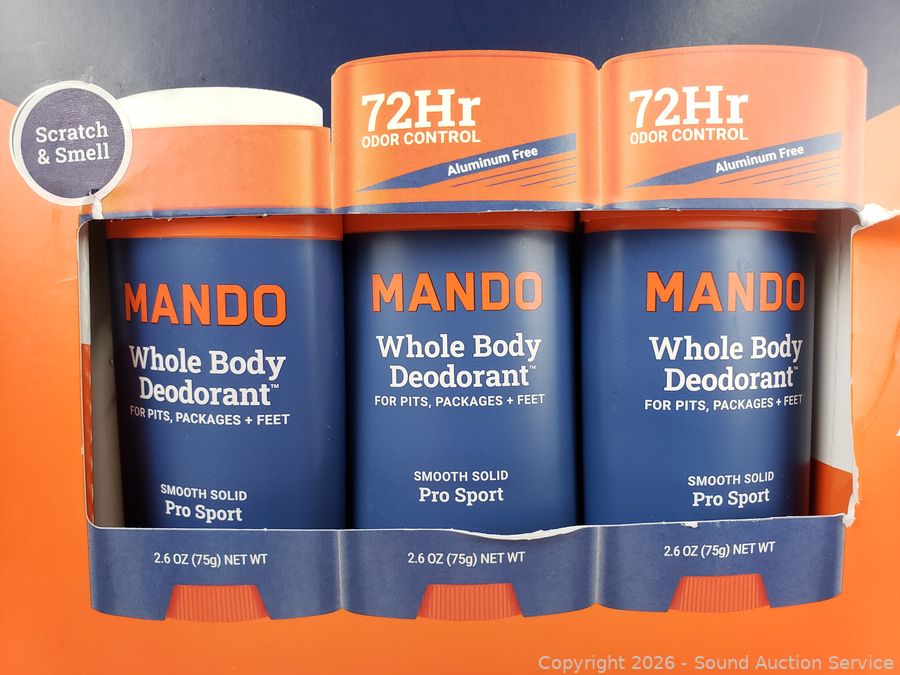 Scratch
& Smell
72Hr
ODOR CONTROL
Aluminum Free
72Hr
ODOR CONTROL
Aluminum Free
MANDO
Whole Body
Deodorant™
FOR PITS, PACKAGES + FEET
SMOOTH SOLID
Pro Sport
2.6 OZ (75g) NET WT
MANDO
Whole Body
Deodorant™
FOR PITS, PACKAGES + FEET
SMOOTH SOLID
Pro Sport
2.6 OZ (75g) NET WT
MANDO
Whole Body
Deodorant™
FOR PITS, PACKAGES + FEET
SMOOTH SOLID
Pro Sport
2.6 OZ (75g) NET WT
Copyright 2026 - Sound Auction Service